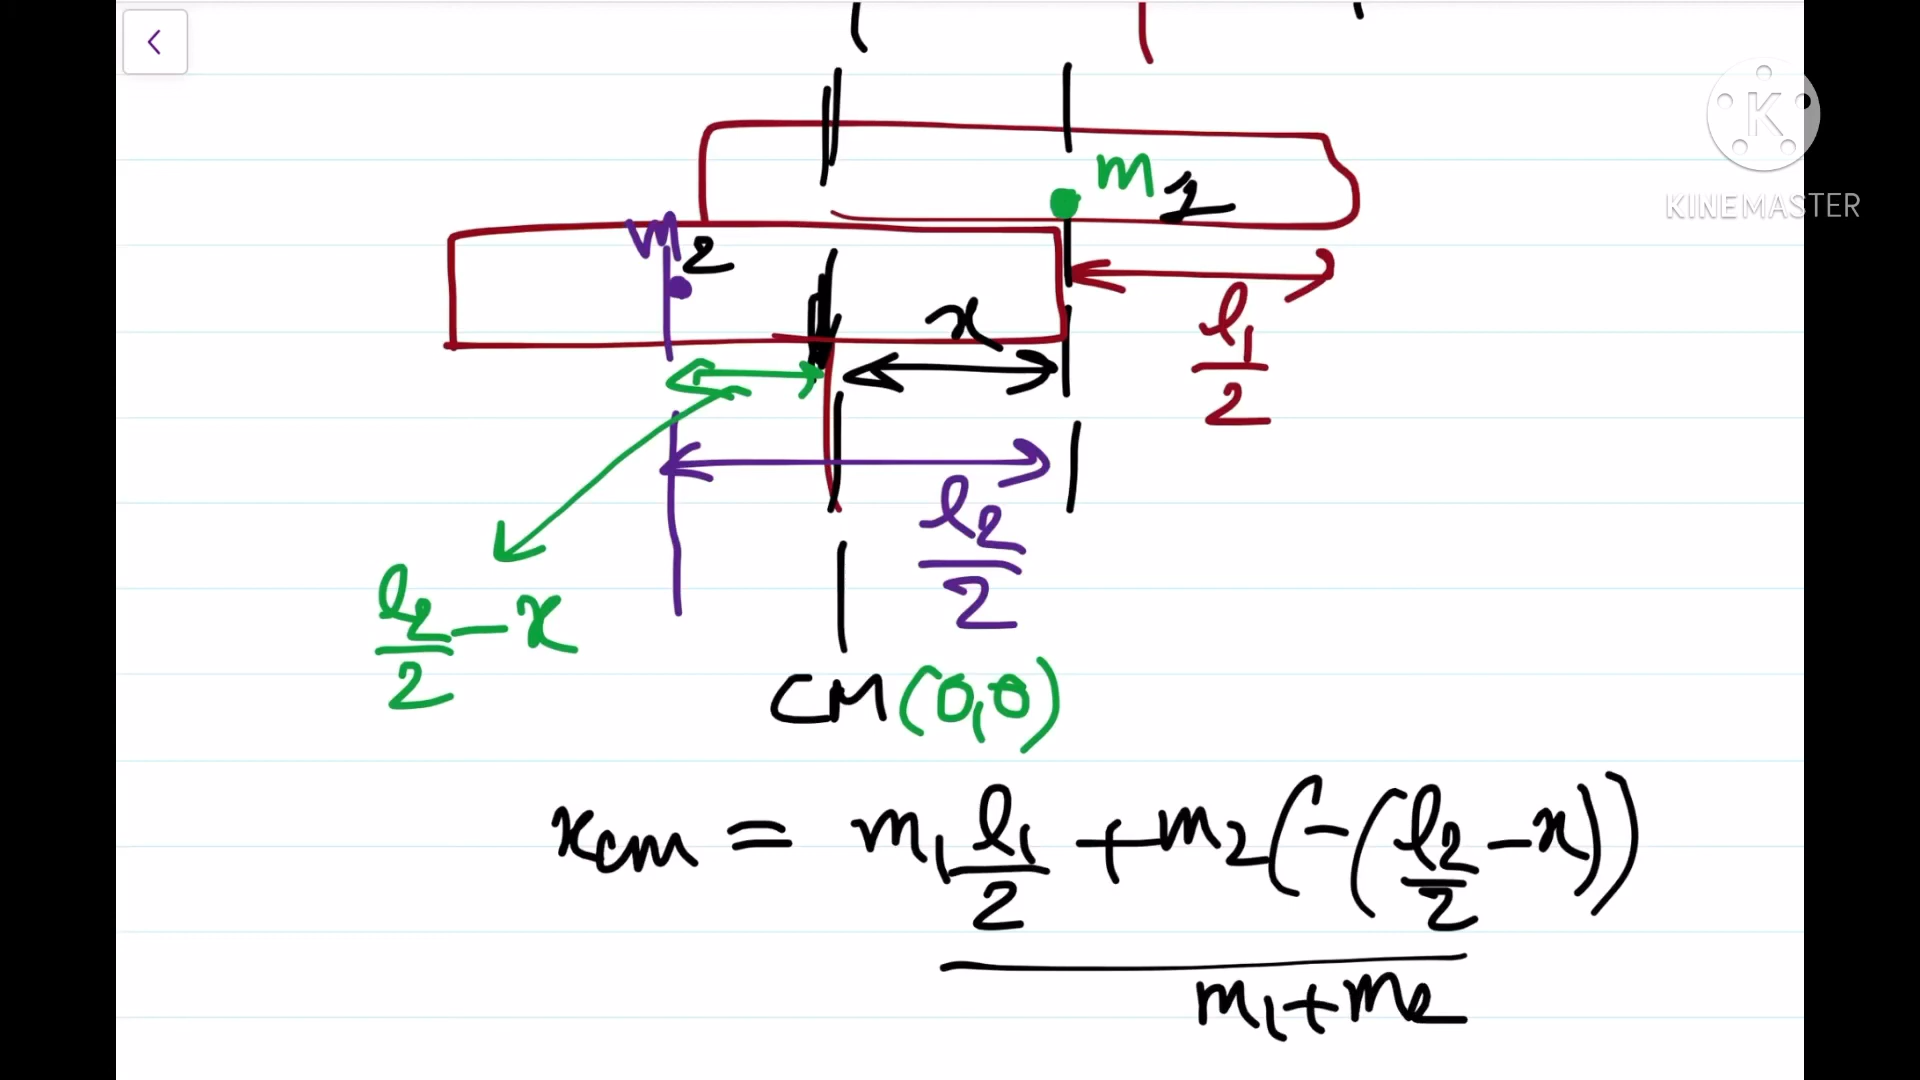 m1
KINEMASTER
m2
x
l1/2
l2/2
l2/2 - x
CM (0,0)
xcm = m1 l1/2 + m2(-(l2/2 - x))
m1+m2